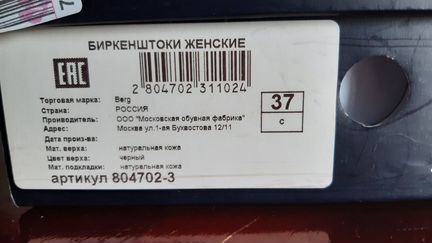 БИРКЕНШТОКИ ЖЕНСКИЕ
EAC
2 804702 311024
Торговая марка: Berg
Страна: РОССИЯ
Производитель: ООО "Московская обувная фабрика"
Адрес: Москва ул.1-ая Бухвостова 12/11
Дата произ-ва:
Мат. верха: натуральная кожа
Цвет верха: черный
Мат. подкладки: натуральная кожа
артикул 804702-3
37
с